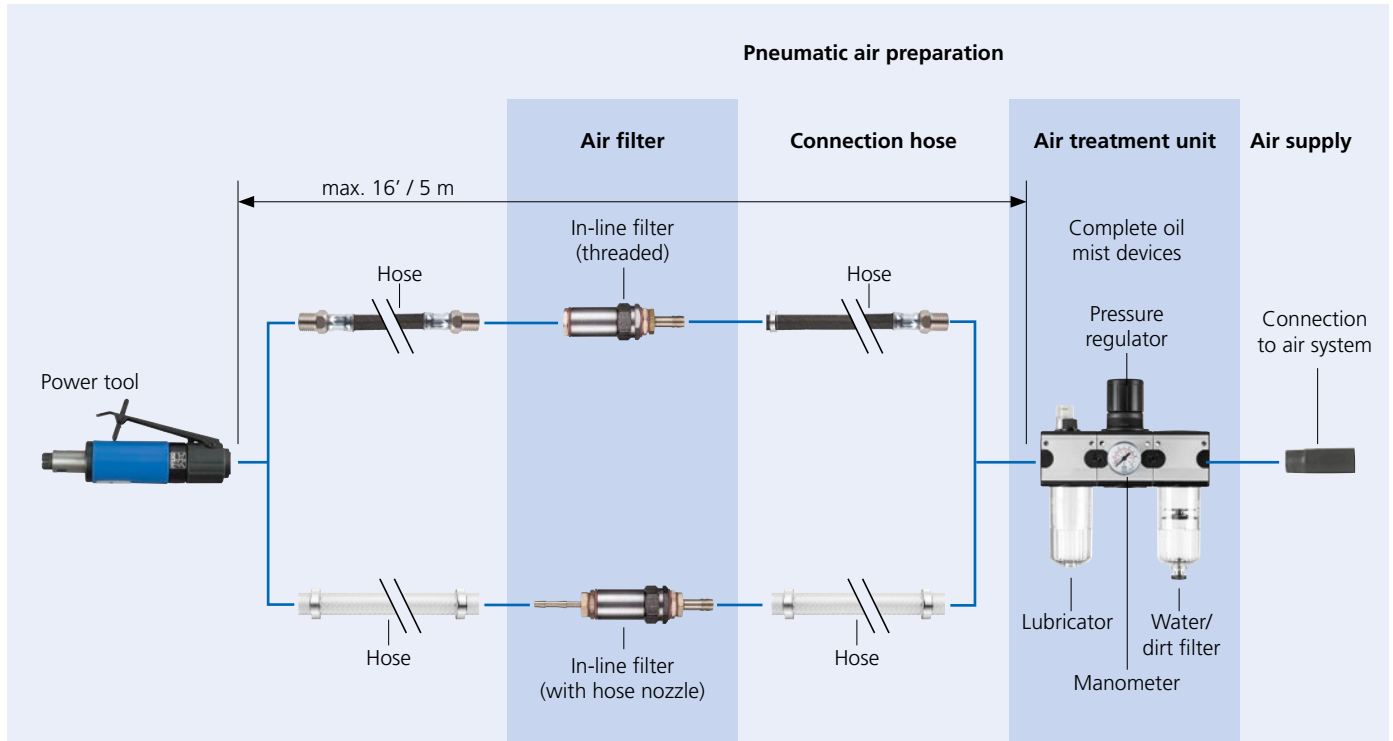 Pneumatic air preparation
Air filter
Connection hose
Air treatment unit
Air supply
max. 16’ / 5 m
In-line filter
(threaded)
Complete oil
mist devices
Hose
Hose
Pressure
regulator
Connection
to air system
Power tool
Lubricator
Water/
dirt filter
Hose
Hose
In-line filter
(with hose nozzle)
Manometer